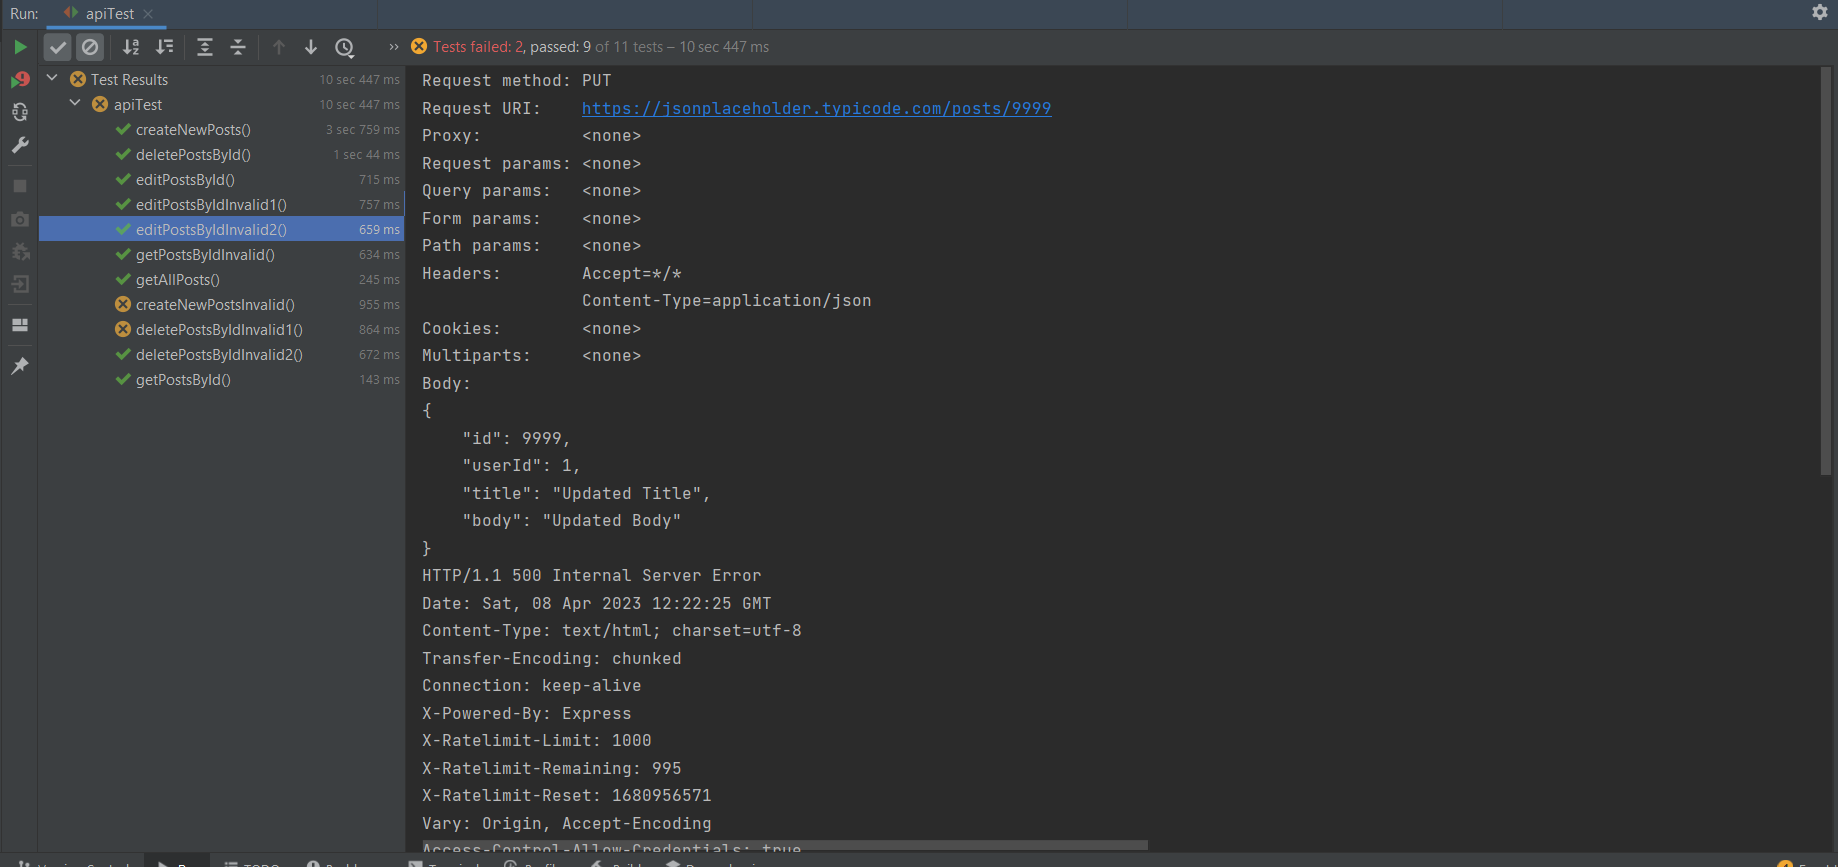 Run: apiTest
Tests failed: 2, passed: 9 of 11 tests – 10 sec 447 ms
Test Results 10 sec 447 ms
apiTest 10 sec 447 ms
createNewPosts() 3 sec 759 ms
deletePostsById() 1 sec 44 ms
editPostsById() 715 ms
editPostsByIdInvalid1() 757 ms
editPostsByIdInvalid2() 659 ms
getPostsByIdInvalid() 634 ms
getAllPosts() 245 ms
createNewPostsInvalid() 955 ms
deletePostsByIdInvalid1() 864 ms
deletePostsByIdInvalid2() 672 ms
getPostsById() 143 ms
Request method: PUT
Request URI: https://jsonplaceholder.typicode.com/posts/9999
Proxy: <none>
Request params: <none>
Query params: <none>
Form params: <none>
Path params: <none>
Headers: Accept=*/*
Content-Type=application/json
Cookies: <none>
Multiparts: <none>
Body:
{
"id": 9999,
"userId": 1,
"title": "Updated Title",
"body": "Updated Body"
}
HTTP/1.1 500 Internal Server Error
Date: Sat, 08 Apr 2023 12:22:25 GMT
Content-Type: text/html; charset=utf-8
Transfer-Encoding: chunked
Connection: keep-alive
X-Powered-By: Express
X-Ratelimit-Limit: 1000
X-Ratelimit-Remaining: 995
X-Ratelimit-Reset: 1680956571
Vary: Origin, Accept-Encoding
Access-Control-Allow-Credentials: true